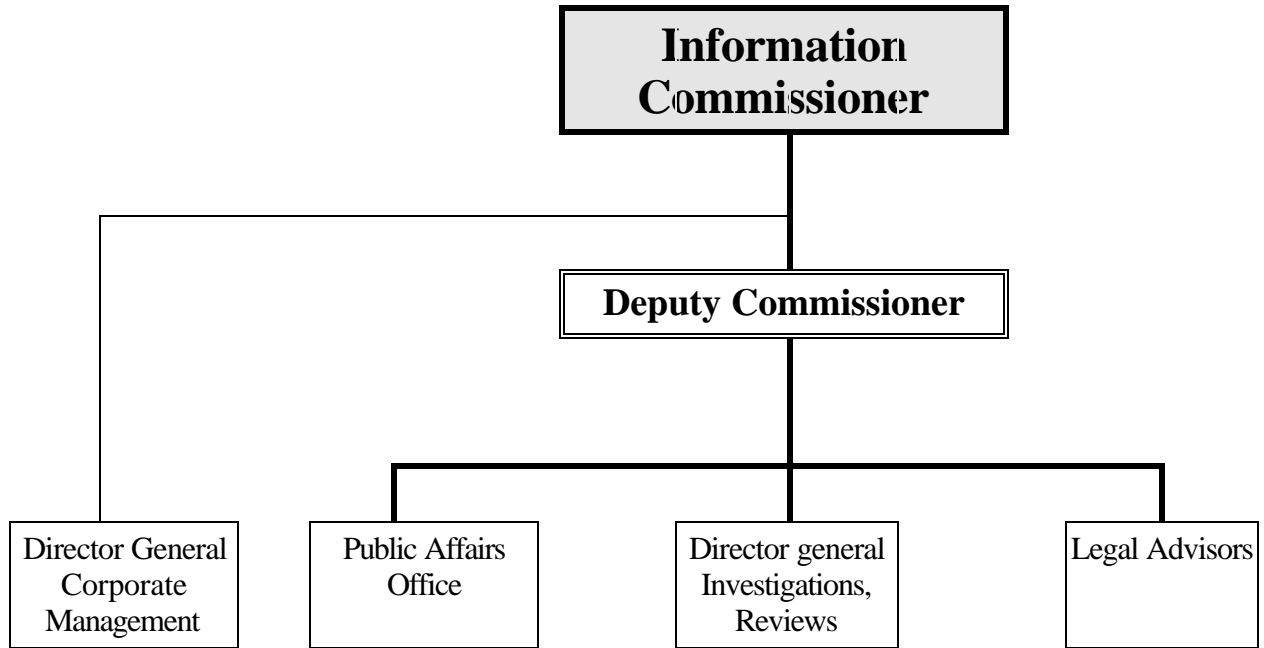 Information
Commissioner
Deputy Commissioner
Director General
Corporate
Management
Public Affairs
Office
Director general
Investigations,
Reviews
Legal Advisors